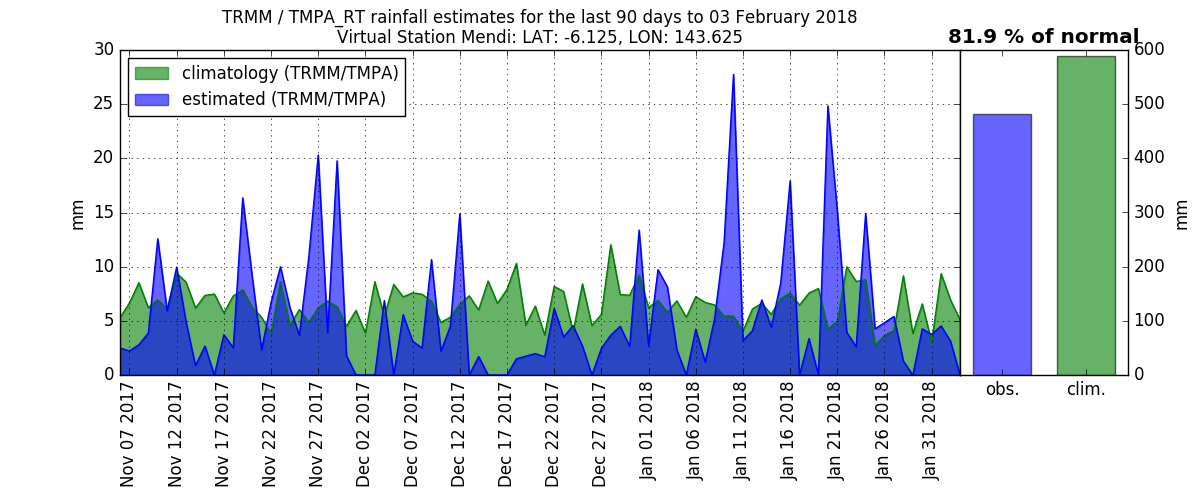 TRMM / TMPA_RT rainfall estimates for the last 90 days to 03 February 2018
Virtual Station Mendi: LAT: -6.125, LON: 143.625
81.9 % of normal
climatology (TRMM/TMPA)
estimated (TRMM/TMPA)
30
25
20
15
10
5
0
mm
600
500
400
300
200
100
0
mm
Nov 07 2017
Nov 12 2017
Nov 17 2017
Nov 22 2017
Nov 27 2017
Dec 02 2017
Dec 07 2017
Dec 12 2017
Dec 17 2017
Dec 22 2017
Dec 27 2017
Jan 01 2018
Jan 06 2018
Jan 11 2018
Jan 16 2018
Jan 21 2018
Jan 26 2018
Jan 31 2018
obs.
clim.